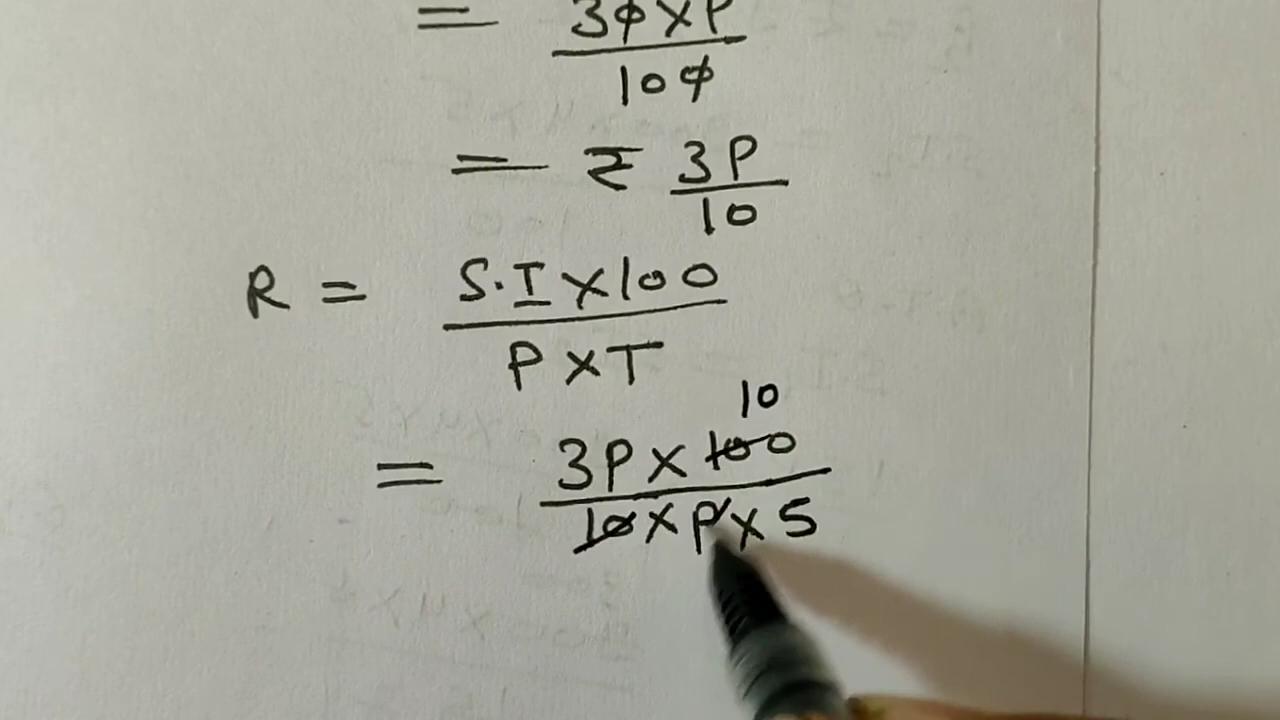 = 30 X P
100
= ₹ 3P
10
R = S.I X 100
P X T
10
= 3P X 100
10 X P X 5